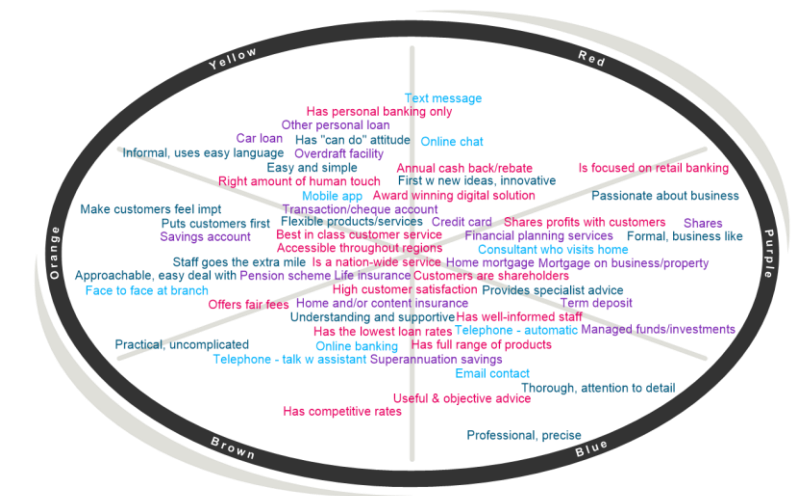 Yellow
Red
Text message
Has personal banking only
Other personal loan
Car loan
Has "can do" attitude
Online chat
Informal, uses easy language
Overdraft facility
Easy and simple
Annual cash back/rebate
Is focused on retail banking
Right amount of human touch
First w new ideas, innovative
Mobile app
Award winning digital solution
Passionate about business
Make customers feel impt
Transaction/cheque account
Puts customers first
Flexible products/services
Credit card
Shares profits with customers
Shares
Savings account
Best in class customer service
Financial planning services
Formal, business like
Accessible throughout regions
Consultant who visits home
Orange
Purple
Staff goes the extra mile
Is a nation-wide service
Home mortgage
Mortgage on business/property
Approachable, easy deal with
Pension scheme
Life insurance
Customers are shareholders
Face to face at branch
High customer satisfaction
Provides specialist advice
Offers fair fees
Home and/or content insurance
Term deposit
Understanding and supportive
Has well-informed staff
Has the lowest loan rates
Telephone - automatic
Managed funds/investments
Practical, uncomplicated
Online banking
Has full range of products
Telephone - talk w assistant
Superannuation savings
Email contact
Thorough, attention to detail
Useful & objective advice
Has competitive rates
Professional, precise
Brown
Blue